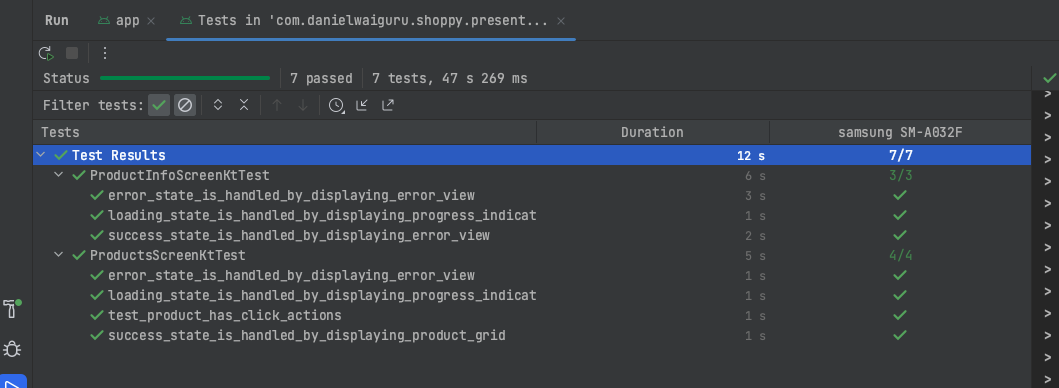 Run app Tests in 'com.danielwaiguru.shoppy.present...
Status 7 passed 7 tests, 47 s 269 ms
Filter tests:
Tests Duration samsung SM-A032F
Test Results 12 s 7/7
ProductInfoScreenKtTest 6 s 3/3
error_state_is_handled_by_displaying_error_view 3 s
loading_state_is_handled_by_displaying_progress_indicat 1 s
success_state_is_handled_by_displaying_error_view 2 s
ProductsScreenKtTest 5 s 4/4
error_state_is_handled_by_displaying_error_view 1 s
loading_state_is_handled_by_displaying_progress_indicat 1 s
test_product_has_click_actions 1 s
success_state_is_handled_by_displaying_product_grid 1 s